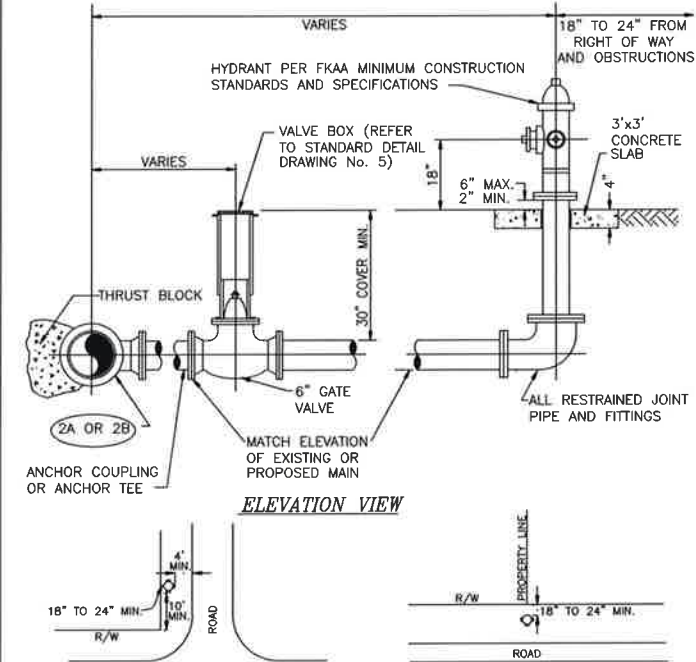 VARIES
18" TO 24" FROM
RIGHT OF WAY
AND OBSTRUCTIONS
HYDRANT PER FKAA MINIMUM CONSTRUCTION
STANDARDS AND SPECIFICATIONS
3'x3'
CONCRETE
SLAB
VALVE BOX (REFER
TO STANDARD DETAIL
DRAWING No. 5)
VARIES
18"
6" MAX.
2" MIN.
4"
30" COVER MIN.
THRUST BLOCK
6" GATE
VALVE
2A OR 2B
ALL RESTRAINED JOINT
PIPE AND FITTINGS
MATCH ELEVATION
OF EXISTING OR
PROPOSED MAIN
ANCHOR COUPLING
OR ANCHOR TEE
ELEVATION VIEW
4'
MIN.
18" TO 24" MIN.
10'
MIN.
R/W
ROAD
PROPERTY LINE
R/W
18" TO 24" MIN.
ROAD